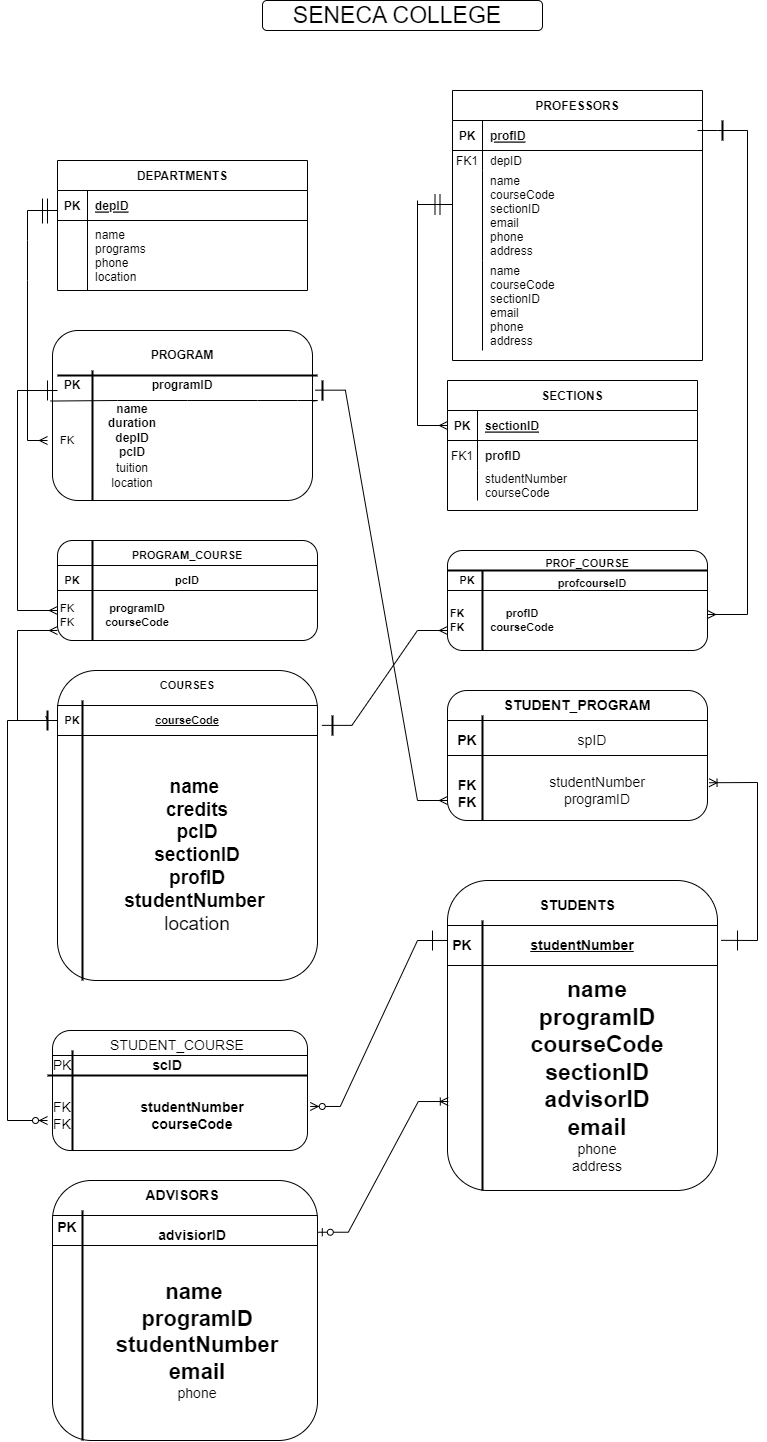 SENECA COLLEGE
DEPARTMENTS
PK depID
name
programs
phone
location
PROFESSORS
PK profID
FK1 depID
name
courseCode
sectionID
email
phone
address
name
courseCode
sectionID
email
phone
address
PROGRAM
PK programID
name
duration
FK depID
pcID
tuition
location
SECTIONS
PK sectionID
FK1 profID
studentNumber
courseCode
PROGRAM_COURSE
PK pcID
FK programID
FK courseCode
PROF_COURSE
PK profcourseID
FK profID
FK courseCode
COURSES
PK courseCode
name
credits
pcID
sectionID
profID
studentNumber
location
STUDENT_PROGRAM
PK spID
FK studentNumber
FK programID
STUDENTS
PK studentNumber
name
programID
courseCode
sectionID
advisorID
email
phone
address
STUDENT_COURSE
PK scID
FK studentNumber
FK courseCode
ADVISORS
PK advisiorID
name
programID
studentNumber
email
phone